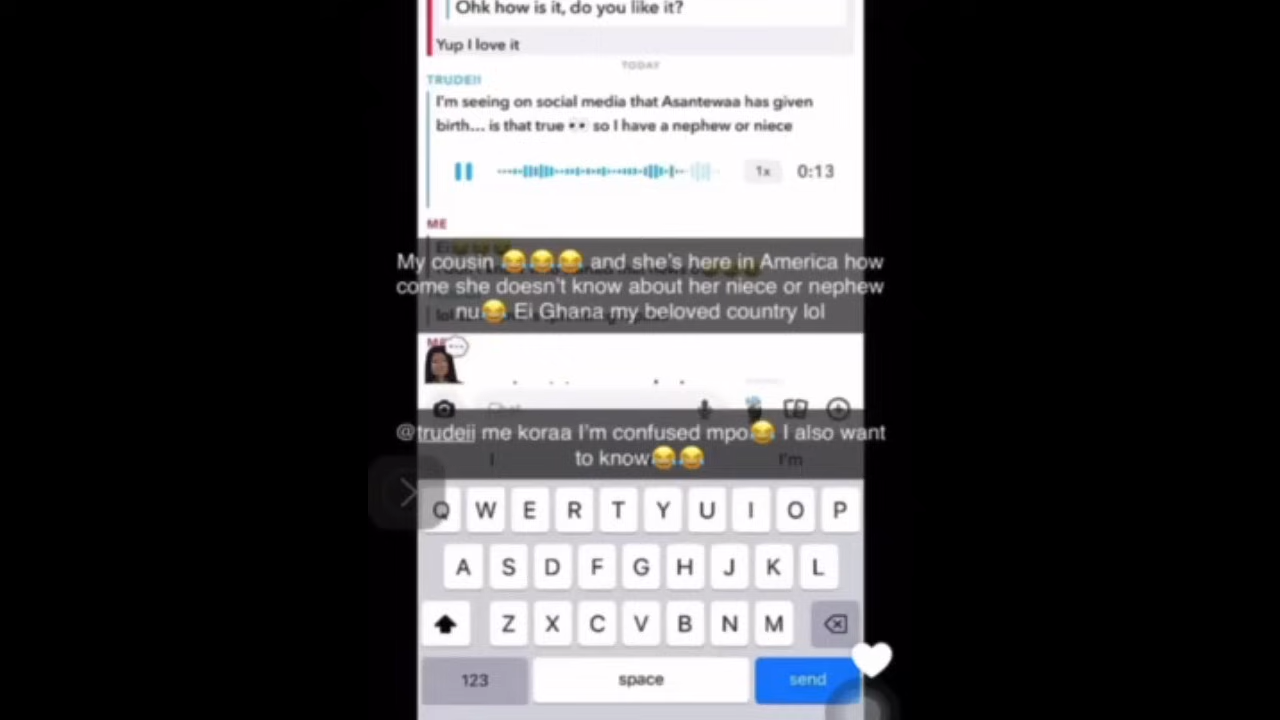 Ohk how is it, do you like it?
Yup I love it
TODAY
TRUDEII
I'm seeing on social media that Asantewaa has given
birth... is that true 👀 so I have a nephew or niece
1x 0:13
ME
My cousin 😂😂😂 and she's here in America how
come she doesn't know about her niece or nephew
nu😂 Ei Ghana my beloved country lol
ME
Chat
@trudeii me koraa I'm confused mpo😂 I also want
to know😂😂
I I'm
Q W E R T Y U I O P
A S D F G H J K L
Z X C V B N M
123 space send